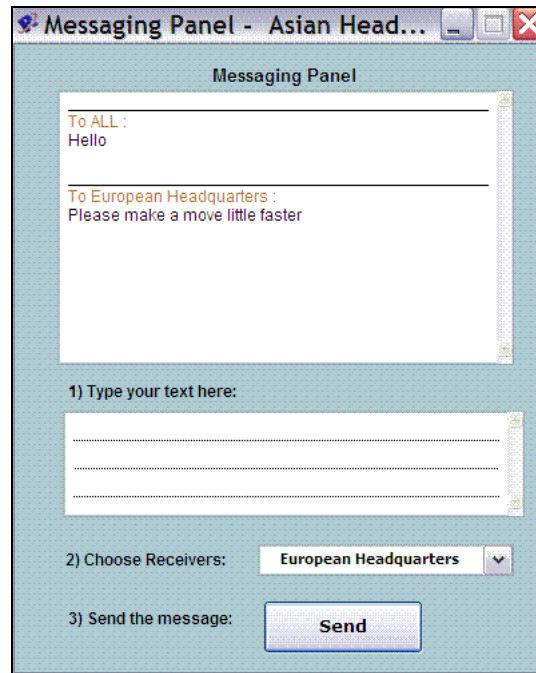 Messaging Panel - Asian Head...
Messaging Panel
To ALL :
Hello
To European Headquarters :
Please make a move little faster
1) Type your text here:
2) Choose Receivers:
European Headquarters
3) Send the message:
Send